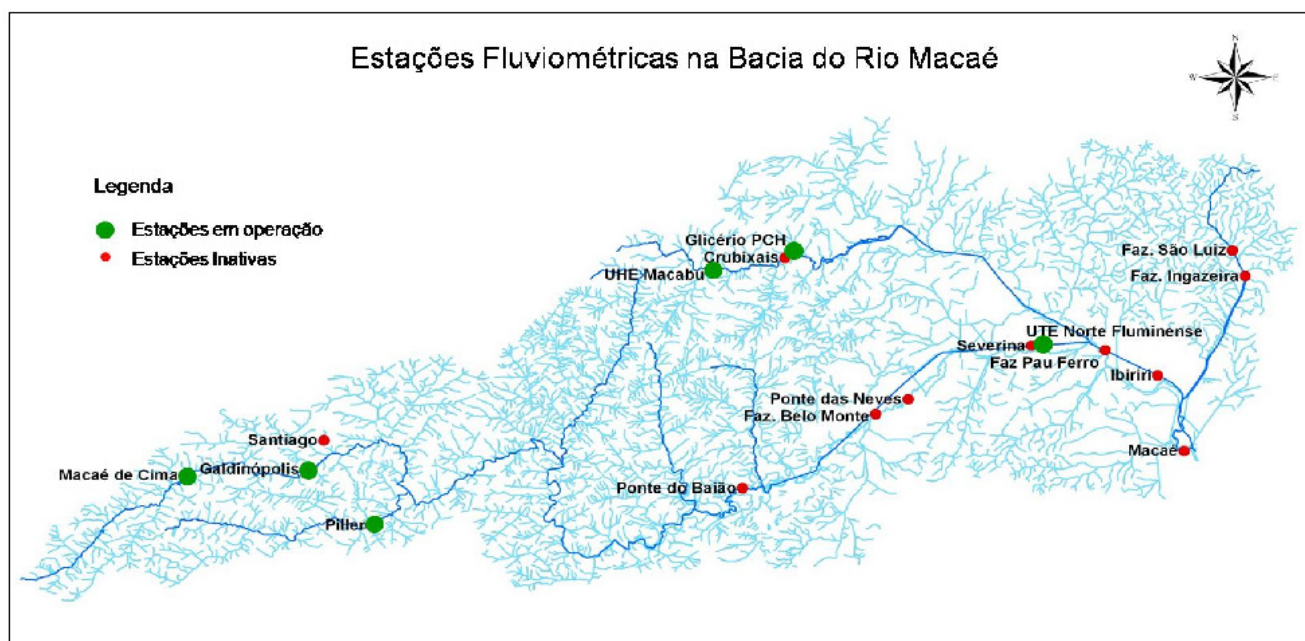 Estações Fluviométricas na Bacia do Rio Macaé
N
W
E
S
Legenda
Estações em operação
Estações Inativas
Glicério PCH
Crubixais
UHE Macabú
Faz. São Luiz
Faz. Ingazeira
UTE Norte Fluminense
Severina
Faz Pau Ferro
Ibiriri
Ponte das Neves
Faz. Belo Monte
Santiago
Macaé de Cima
Galdinópolis
Macaé
Ponte do Baião
Piller